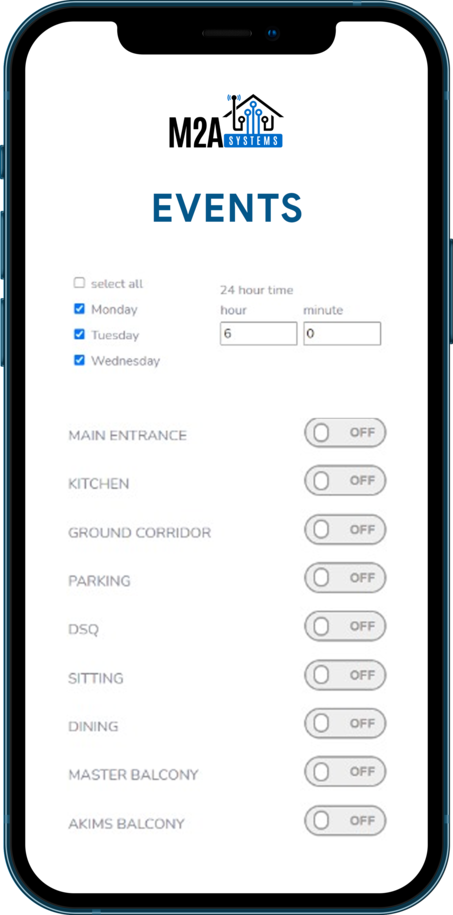 M2A
SYSTEMS
EVENTS
select all
Monday
Tuesday
Wednesday
24 hour time
hour minute
6 0
MAIN ENTRANCE OFF
KITCHEN OFF
GROUND CORRIDOR OFF
PARKING OFF
DSQ OFF
SITTING OFF
DINING OFF
MASTER BALCONY OFF
AKIMS BALCONY OFF